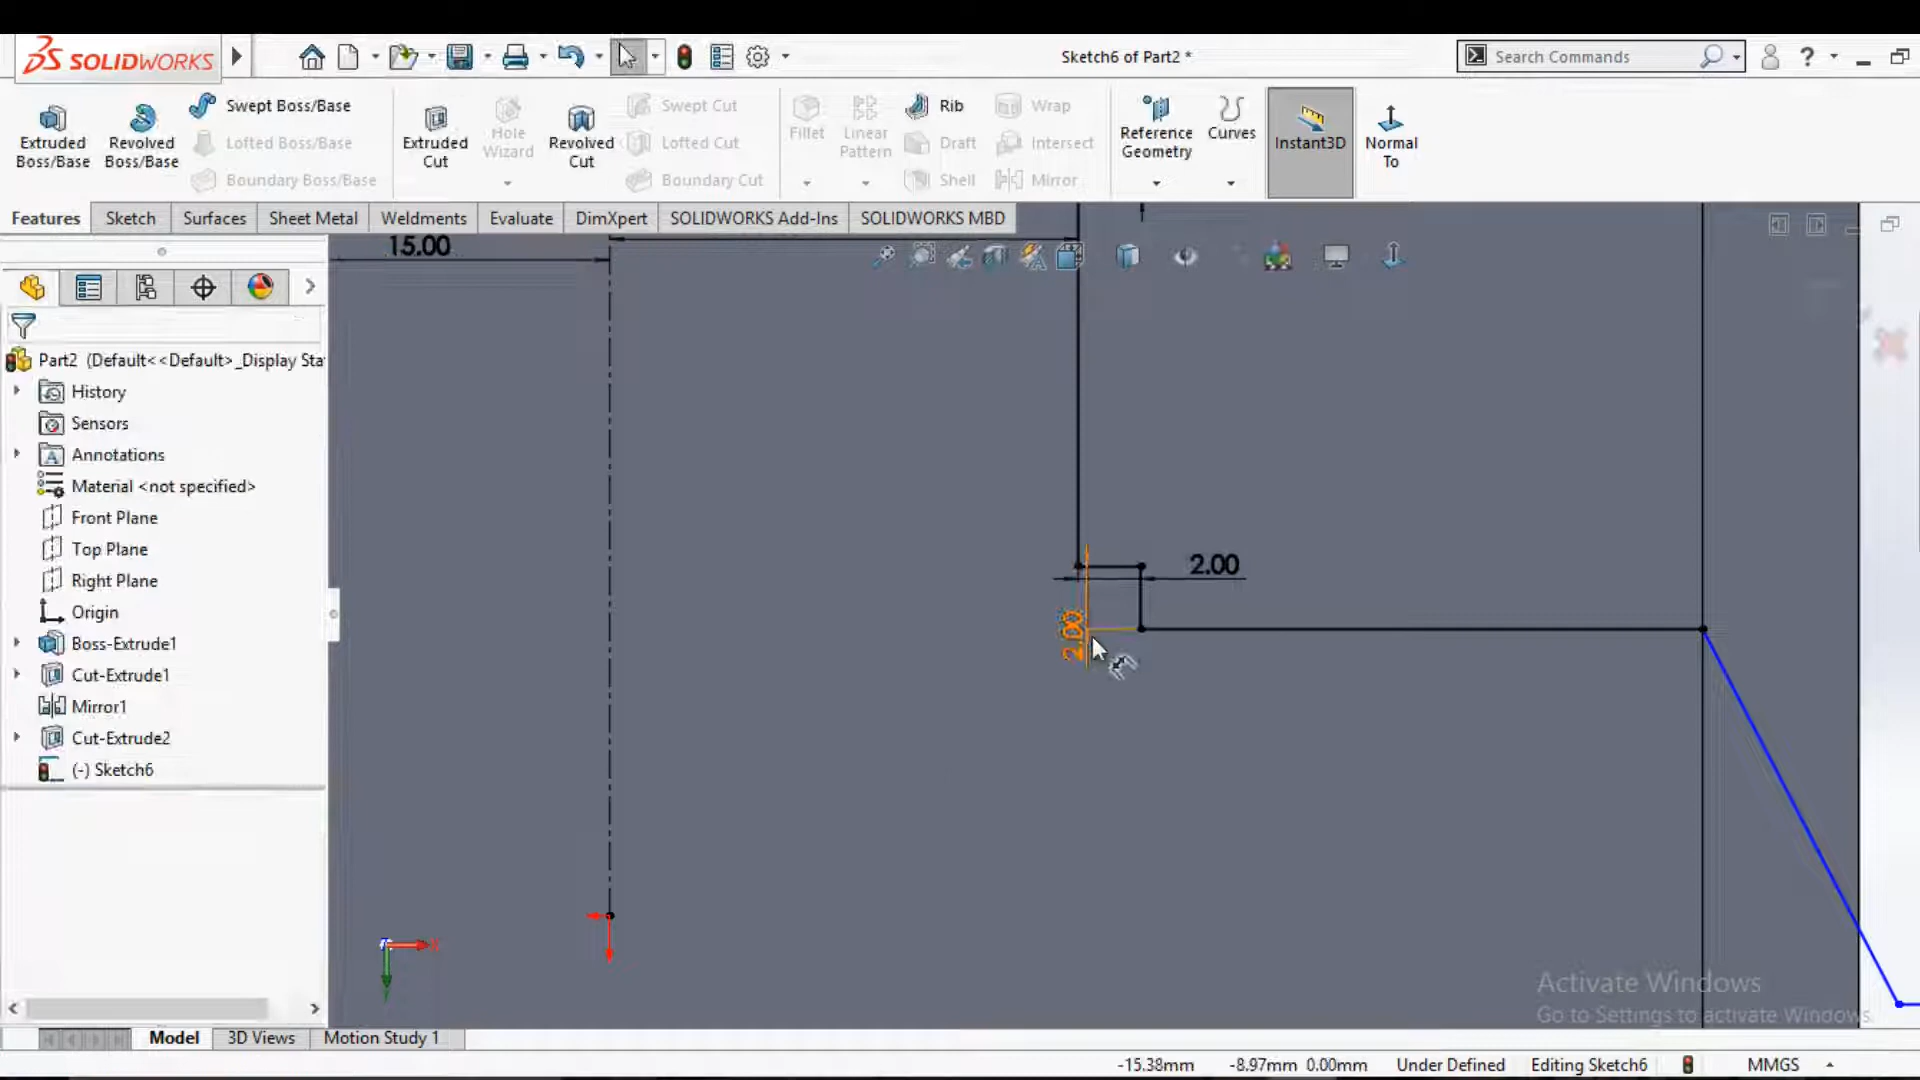 SOLIDWORKS
Sketch6 of Part2 *
Search Commands
?
Extruded Boss/Base
Revolved Boss/Base
Swept Boss/Base
Lofted Boss/Base
Boundary Boss/Base
Extruded Cut
Hole Wizard
Revolved Cut
Swept Cut
Lofted Cut
Boundary Cut
Fillet
Linear Pattern
Rib
Draft
Shell
Wrap
Intersect
Mirror
Reference Geometry
Curves
Instant3D
Normal To
Features
Sketch
Surfaces
Sheet Metal
Weldments
Evaluate
DimXpert
SOLIDWORKS Add-Ins
SOLIDWORKS MBD
15.00
Part2 (Default<<Default>_Display Sta
History
Sensors
Annotations
Material <not specified>
Front Plane
Top Plane
Right Plane
Origin
Boss-Extrude1
Cut-Extrude1
Mirror1
Cut-Extrude2
(-) Sketch6
2.00
2.00
Activate Windows
Go to Settings to activate Windows.
Model
3D Views
Motion Study 1
-15.38mm
-8.97mm 0.00mm
Under Defined
Editing Sketch6
MMGS